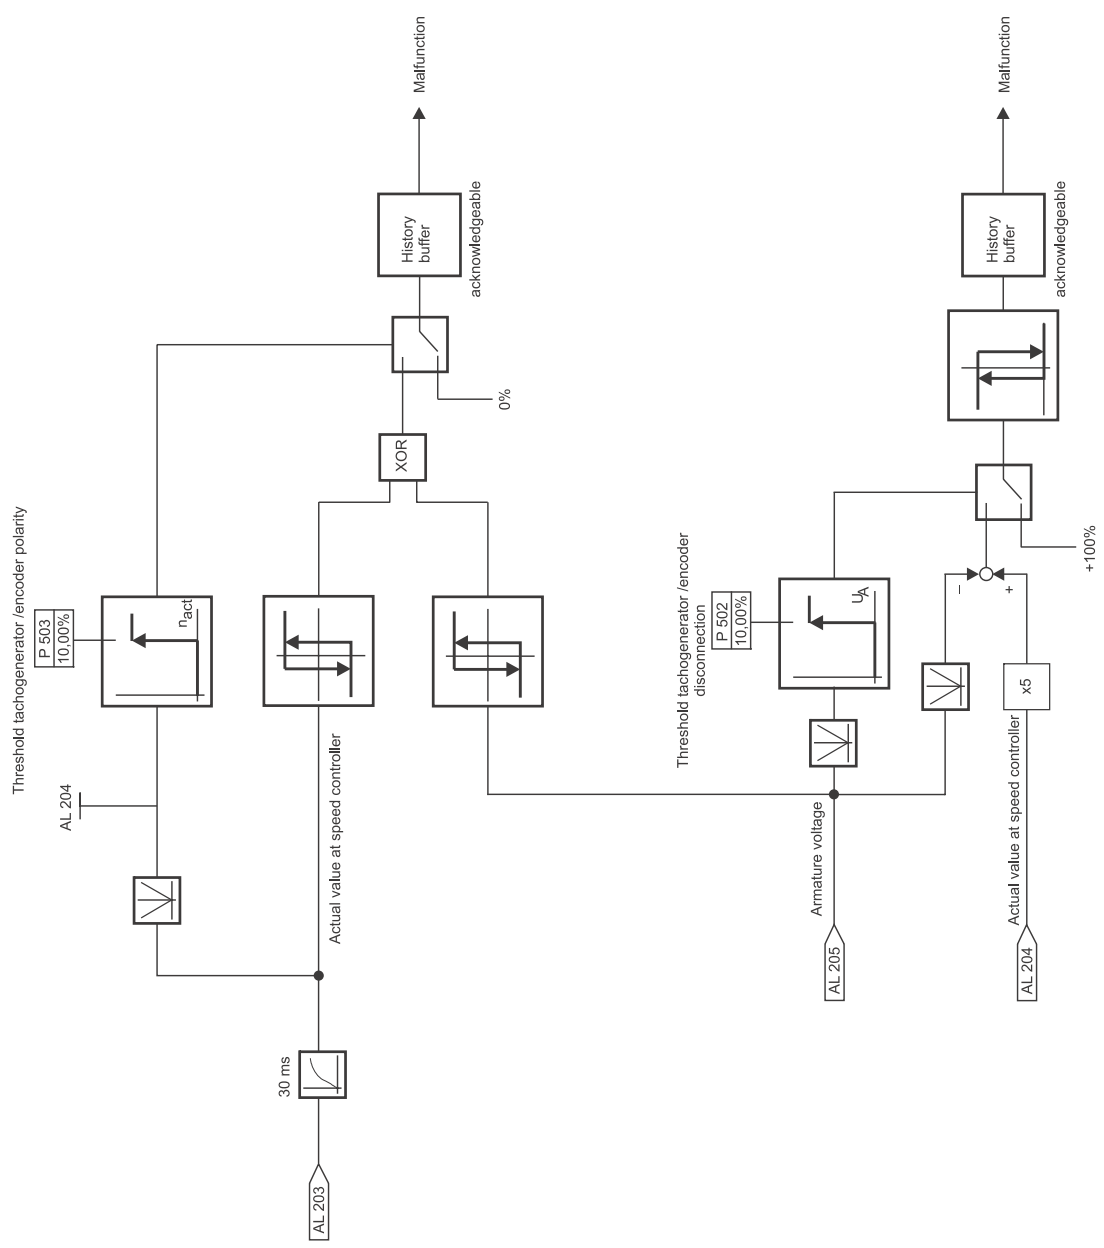 Threshold tachogenerator /encoder polarity
P 503
10,00%
n act
AL 204
30 ms
AL 203
Actual value at speed controller
XOR
0%
History
buffer
acknowledgeable
Malfunction
Threshold tachogenerator /encoder
disconnection
P 502
10,00%
UA
Armature voltage
AL 205
Actual value at speed controller
AL 204
x5
–
+
+100%
History
buffer
acknowledgeable
Malfunction